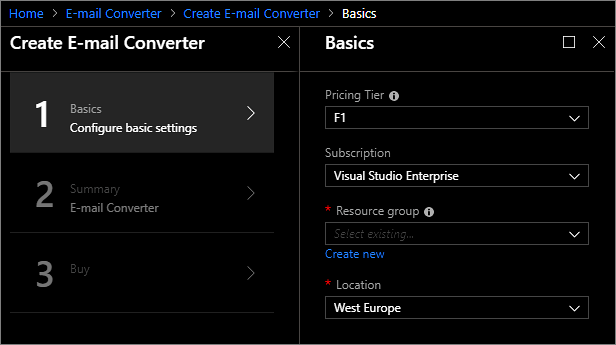 Home > E-mail Converter > Create E-mail Converter > Basics
Create E-mail Converter
1
Basics
Configure basic settings
2
Summary
E-mail Converter
3
Buy
Basics
Pricing Tier
F1
Subscription
Visual Studio Enterprise
* Resource group
Select existing...
Create new
* Location
West Europe